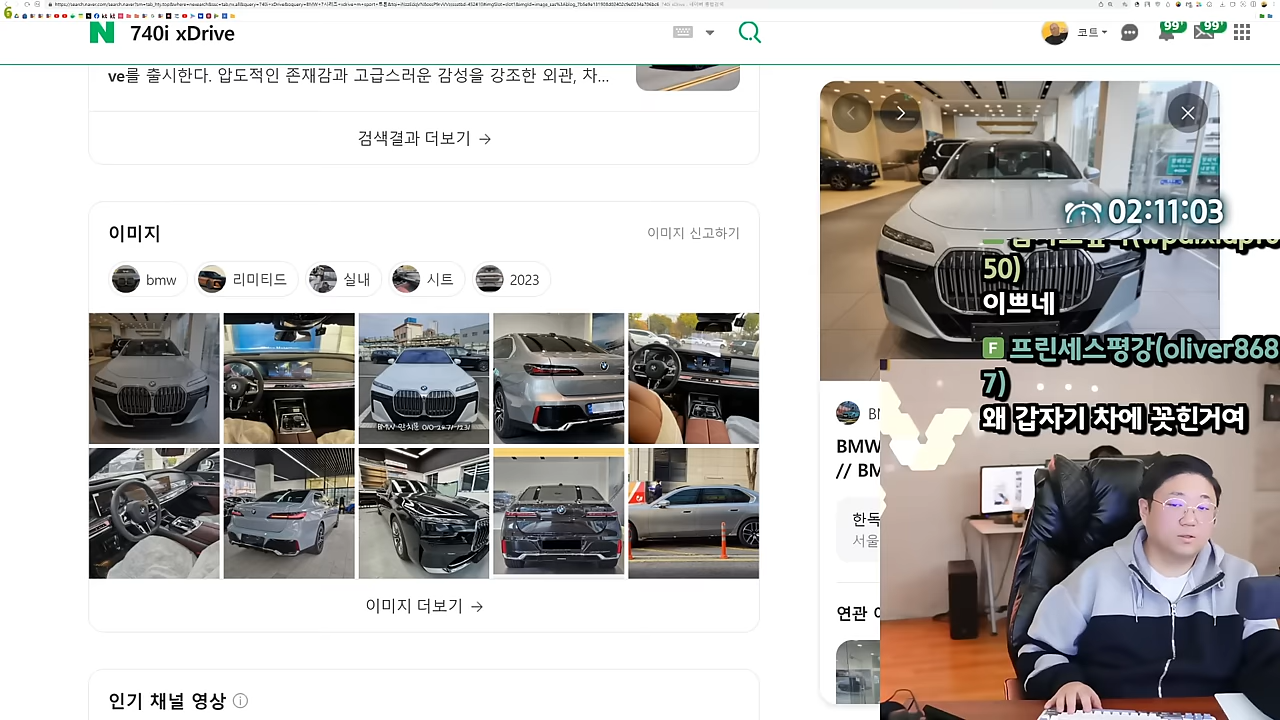 N 740i xDrive
코트
99+
99+
ve를 출시한다. 압도적인 존재감과 고급스러운 감성을 강조한 외관, 차...
검색결과 더보기 →
이미지
이미지 신고하기
bmw
리미티드
실내
시트
2023
이미지 더보기 →
인기 채널 영상
02:11:03
50)
이쁘네
F 프린세스평강(oliver868
7)
왜 갑자기 차에 꽂힌거여
BMW
// BM
한독
서울
연관